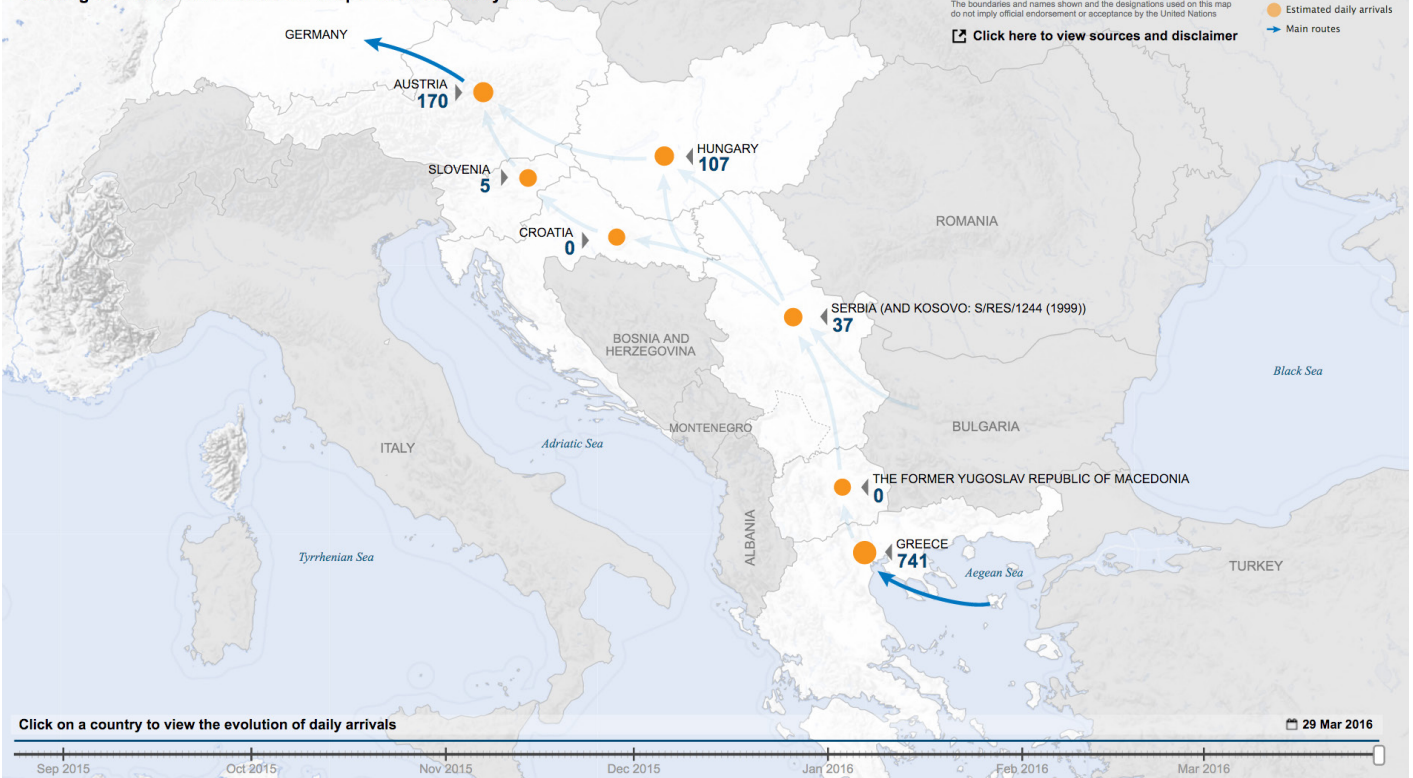 The boundaries and names shown and the designations used on this map
do not imply official endorsement or acceptance by the United Nations
Click here to view sources and disclaimer
Estimated daily arrivals
Main routes
GERMANY
AUSTRIA
170
HUNGARY
107
SLOVENIA
5
CROATIA
0
ROMANIA
SERBIA (AND KOSOVO: S/RES/1244 (1999))
37
BOSNIA AND
HERZEGOVINA
Black Sea
MONTENEGRO
BULGARIA
ITALY
Adriatic Sea
THE FORMER YUGOSLAV REPUBLIC OF MACEDONIA
0
ALBANIA
GREECE
741
Aegean Sea
Tyrrhenian Sea
TURKEY
Click on a country to view the evolution of daily arrivals
29 Mar 2016
Sep 2015
Oct 2015
Nov 2015
Dec 2015
Jan 2016
Feb 2016
Mar 2016